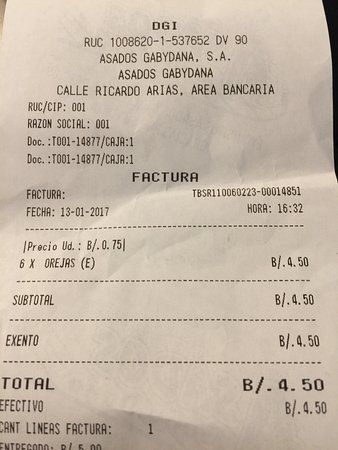 DGI
RUC 1008620-1-537652 DV 90
ASADOS GABYDANA, S.A.
ASADOS GABYDANA
CALLE RICARDO ARIAS, AREA BANCARIA
RUC/CIP: 001
RAZON SOCIAL: 001
Doc.:T001-14877/CAJA:1
Doc.:T001-14877/CAJA:1
FACTURA
FACTURA: TBSR110060223-00014851
FECHA: 13-01-2017 HORA: 16:32
|Precio Ud.: B/.0.75|
6 X OREJAS (E) B/.4.50
SUBTOTAL B/.4.50
EXENTO B/.4.50
TOTAL B/.4.50
EFECTIVO B/.4.50
CANT LINEAS FACTURA: 1
ENTREGADO: B/ 5.00